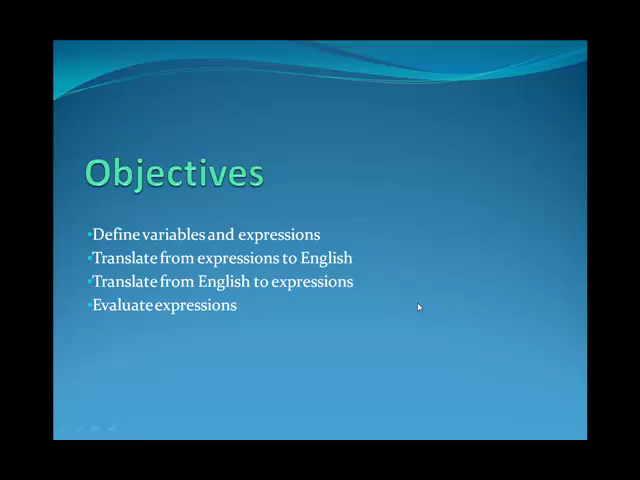 Objectives
Define variables and expressions
Translate from expressions to English
Translate from English to expressions
Evaluate expressions